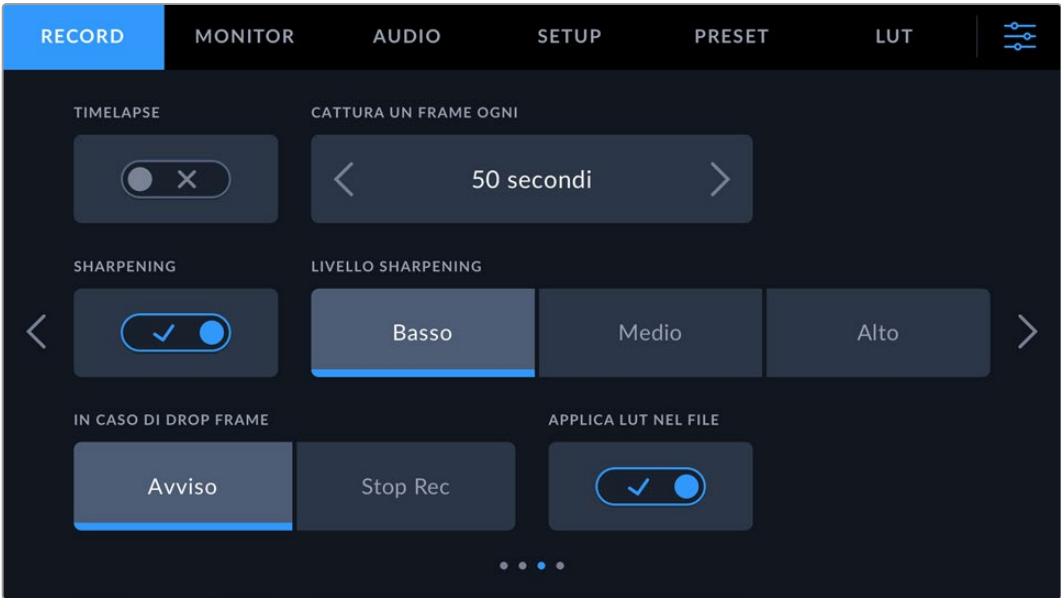 RECORD MONITOR AUDIO SETUP PRESET LUT
TIMELAPSE CATTURA UN FRAME OGNI
50 secondi
SHARPENING LIVELLO SHARPENING
Basso Medio Alto
IN CASO DI DROP FRAME APPLICA LUT NEL FILE
Avviso Stop Rec